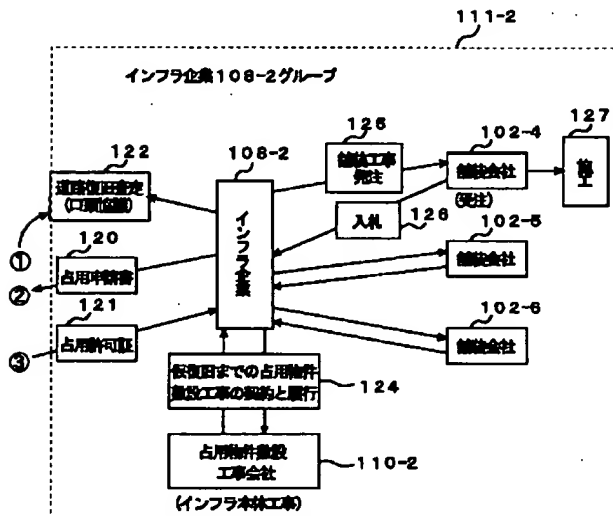 111-2
インフラ企業108-2グループ
122
道路復旧査定
(口頭協議)
108-2
125
舗装工事
発注
102-4
舗装会社
(受注)
127
施工
入札
126
①
120
占用申請書
②
インフラ企業
102-5
舗装会社
121
占用許可証
③
102-6
舗装会社
仮復旧までの占用物件
敷設工事の契約と履行
124
占用物件敷設
工事会社
110-2
(インフラ本体工事)